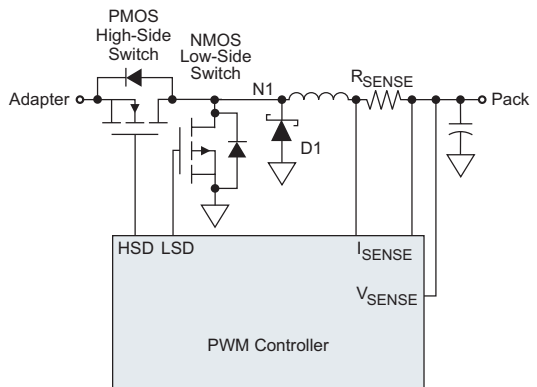 PMOS
High-Side
Switch
NMOS
Low-Side
Switch
Adapter
N1
RSENSE
Pack
D1
HSD LSD
ISENSE
VSENSE
PWM Controller